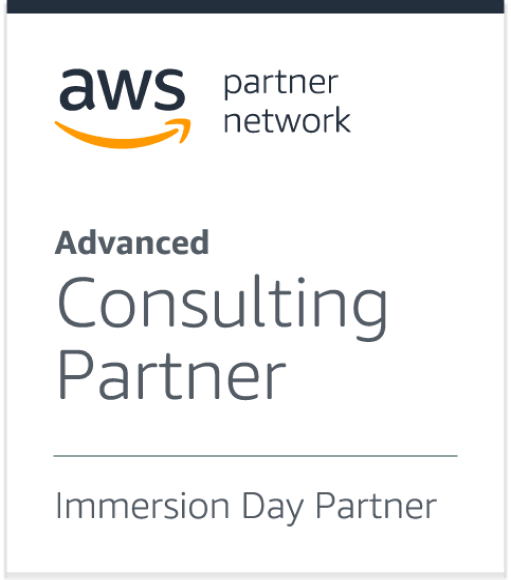 aws partner
network
Advanced
Consulting
Partner
Immersion Day Partner